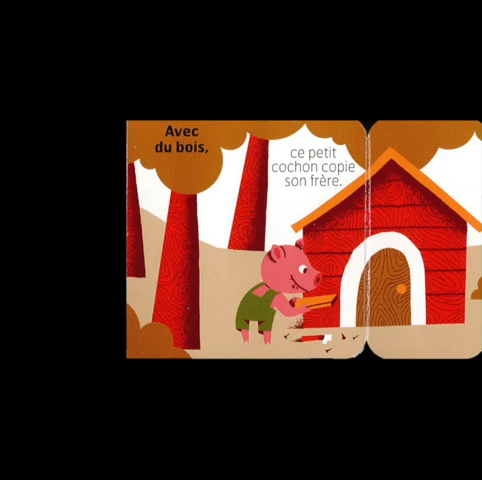 Avec
du bois,
ce petit
cochon copie
son frère.